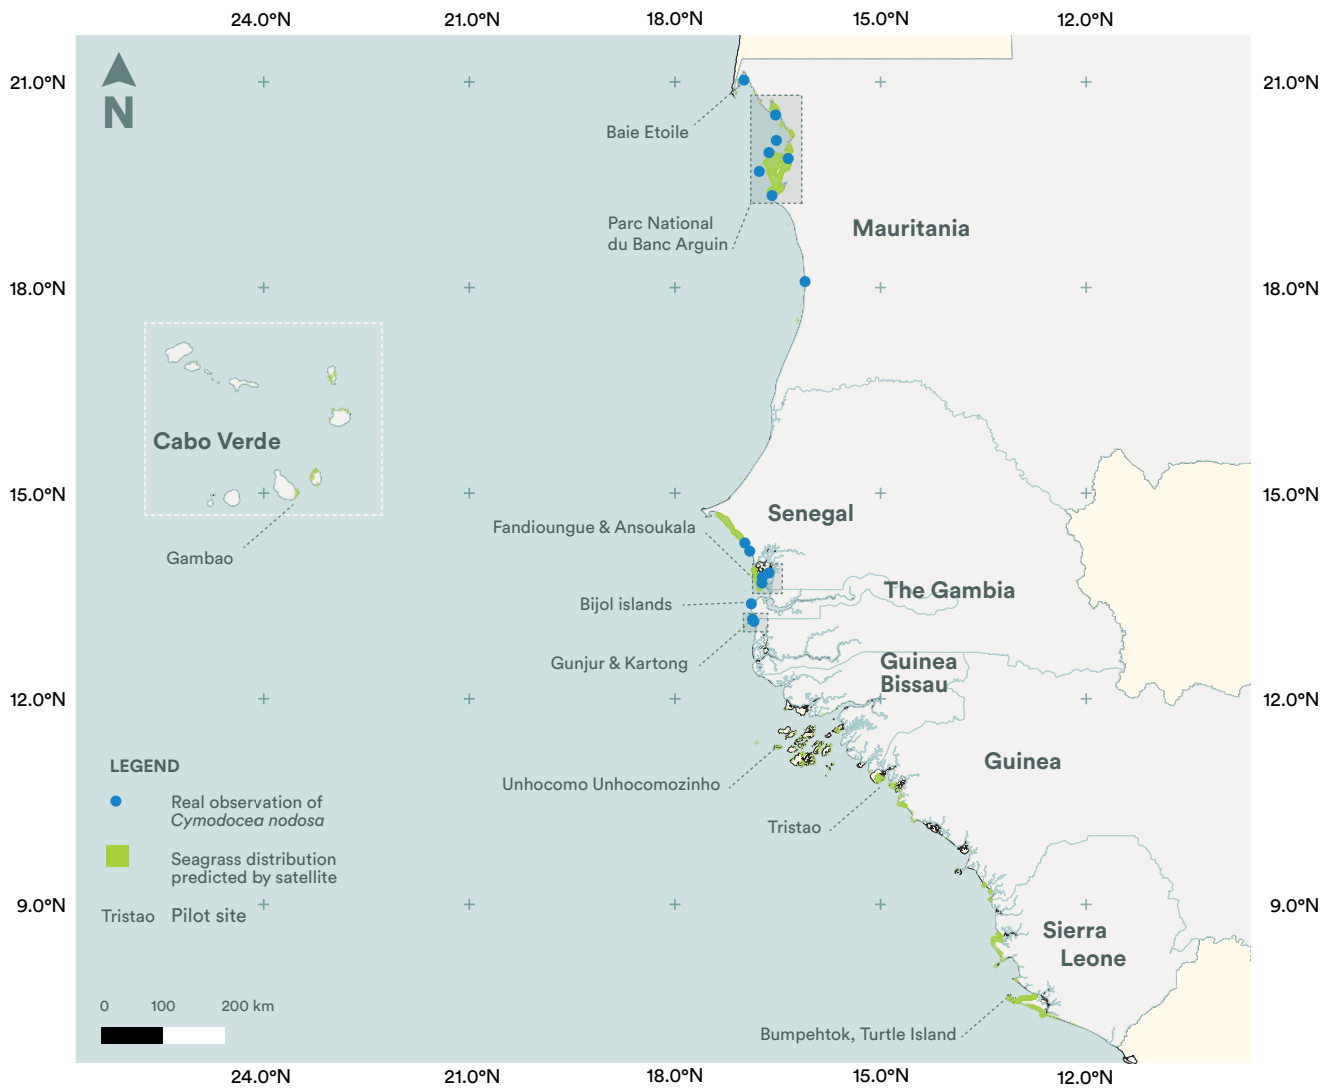 24.0°N
21.0°N
18.0°N
15.0°N
12.0°N
21.0°N
21.0°N
N
Baie Etoile
Parc National
du Banc Arguin
Mauritania
18.0°N
18.0°N
Cabo Verde
15.0°N
15.0°N
Senegal
Fandioungue & Ansoukala
Gambao
The Gambia
Bijol islands
Gunjur & Kartong
Guinea
Bissau
12.0°N
12.0°N
Guinea
Unhocomo Unhocomozinho
Tristao
LEGEND
Real observation of
Cymodocea nodosa
Seagrass distribution
predicted by satellite
Tristao Pilot site
9.0°N
9.0°N
Sierra
Leone
0 100 200 km
Bumpehtok, Turtle Island
24.0°N
21.0°N
18.0°N
15.0°N
12.0°N